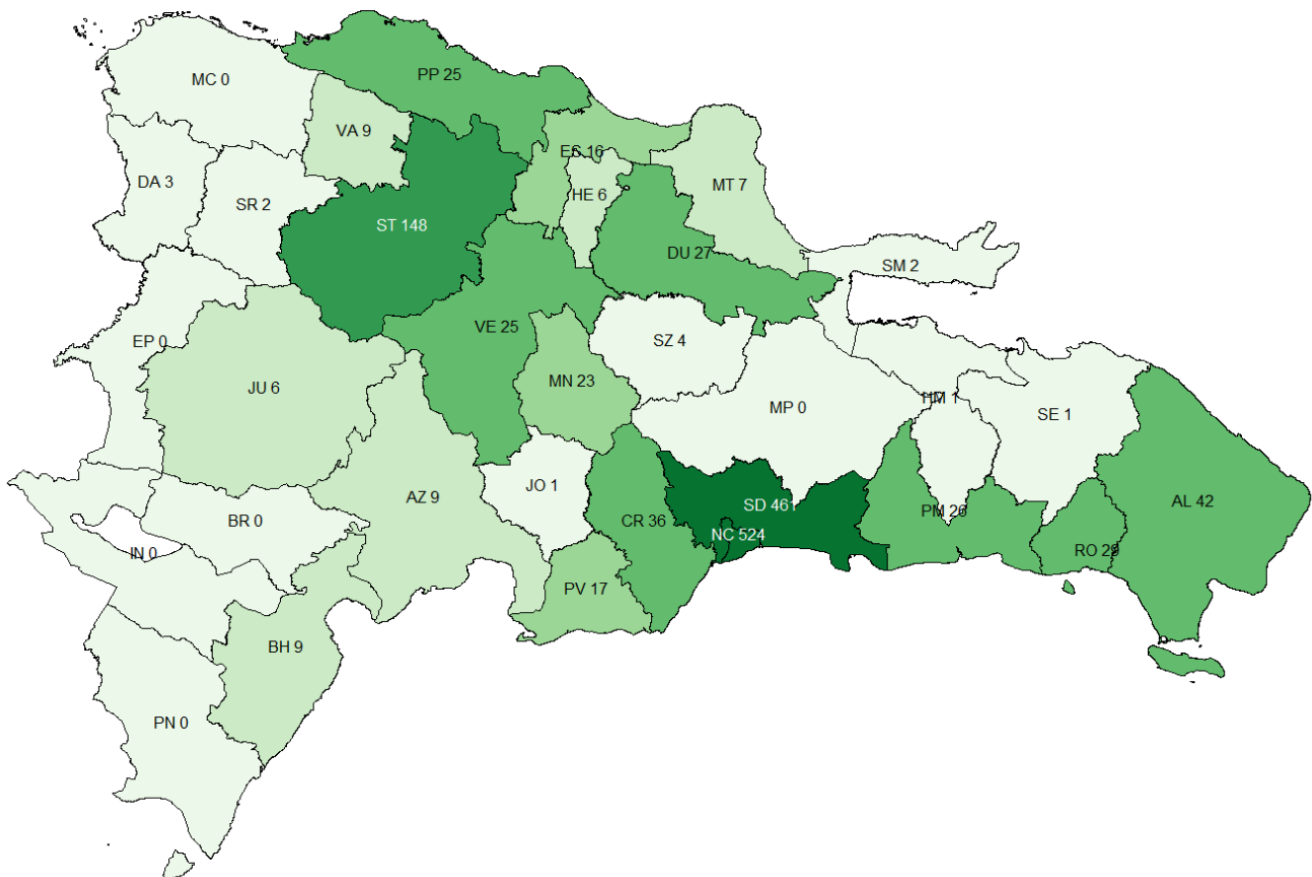 PP 25
MC 0
VA 9
ES 16
DA 3
HE 6
MT 7
SR 2
ST 148
DU 27
SM 2
VE 25
EP 0
SZ 4
MN 23
JU 6
HM 1
MP 0
SE 1
JO 1
AZ 9
AL 42
SD 461
PM 26
BR 0
CR 36
NC 524
IN 0
RO 29
PV 17
BH 9
PN 0